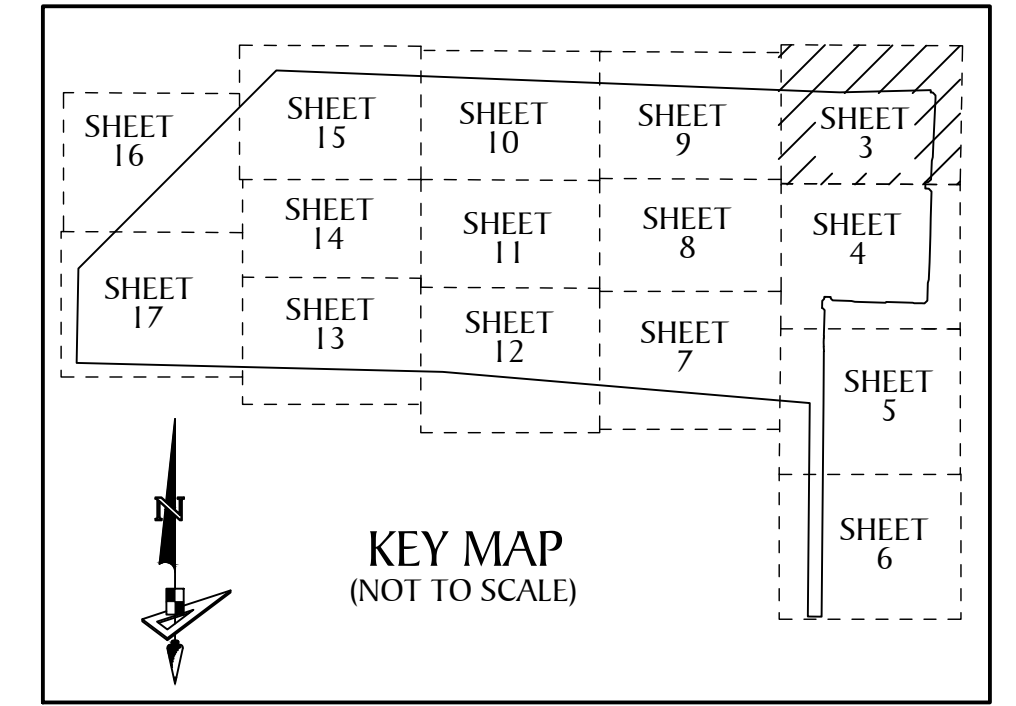 SHEET
16
SHEET
15
SHEET
10
SHEET
9
SHEET
3
SHEET
14
SHEET
11
SHEET
8
SHEET
4
SHEET
17
SHEET
13
SHEET
12
SHEET
7
SHEET
5
SHEET
6
N
KEY MAP
(NOT TO SCALE)